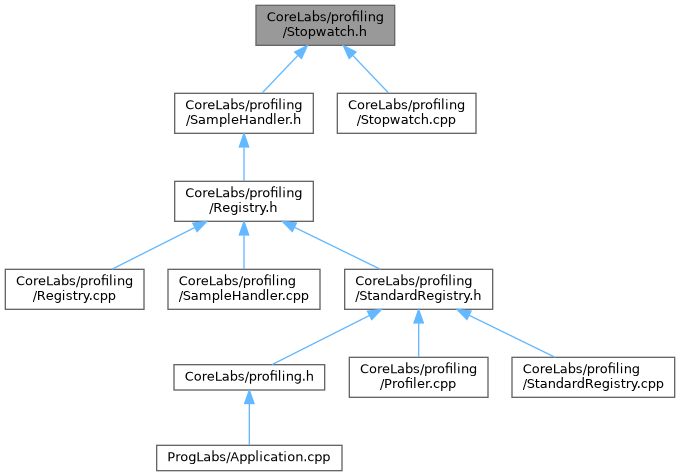 CoreLabs/profiling
/Stopwatch.h
CoreLabs/profiling
/SampleHandler.h
CoreLabs/profiling
/Stopwatch.cpp
CoreLabs/profiling
/Registry.h
CoreLabs/profiling
/Registry.cpp
CoreLabs/profiling
/SampleHandler.cpp
CoreLabs/profiling
/StandardRegistry.h
CoreLabs/profiling.h
CoreLabs/profiling
/Profiler.cpp
CoreLabs/profiling
/StandardRegistry.cpp
ProgLabs/Application.cpp